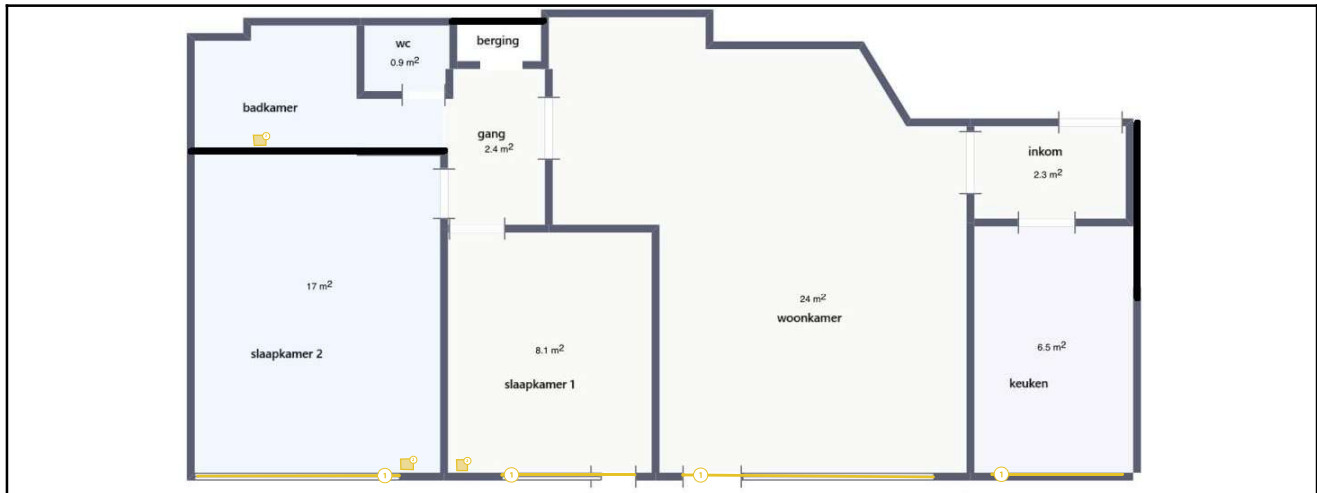 wc
0.9 m²
berging
badkamer
gang
2.4 m²
inkom
2.3 m²
17 m²
24 m²
woonkamer
slaapkamer 2
8.1 m²
slaapkamer 1
6.5 m²
keuken
1
1
1
1